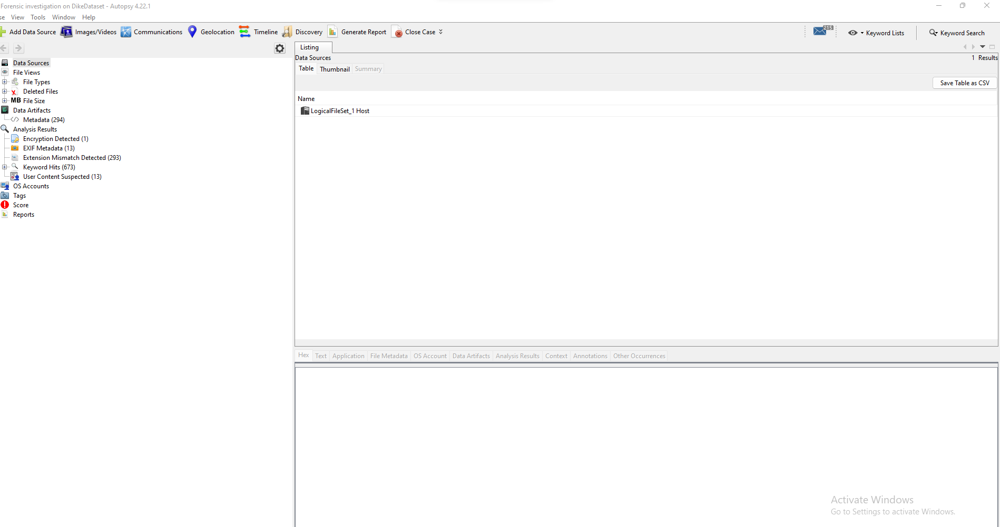 Forensic investigation on DikeDataset - Autopsy 4.22.1
se View Tools Window Help
Add Data Source Images/Videos Communications Geolocation Timeline Discovery Generate Report Close Case 215 Keyword Lists Keyword Search
Listing
Data Sources 1 Results
Table Thumbnail Summary
Save Table as CSV
Name
LogicalFileSet_1 Host
Data Sources
File Views
File Types
Deleted Files
MB File Size
Data Artifacts
Metadata (294)
Analysis Results
Encryption Detected (1)
EXIF Metadata (13)
Extension Mismatch Detected (293)
Keyword Hits (673)
User Content Suspected (13)
OS Accounts
Tags
Score
Reports
Hex Text Application File Metadata OS Account Data Artifacts Analysis Results Context Annotations Other Occurrences
Activate Windows
Go to Settings to activate Windows.